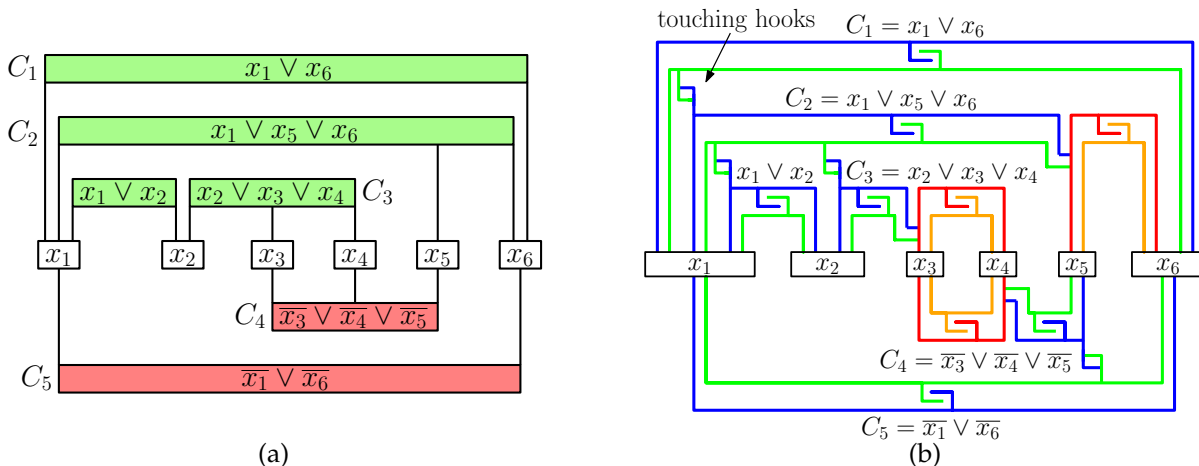 C₁ x₁ ∨ x₆
C₂ x₁ ∨ x₅ ∨ x₆
x₁ ∨ x₂ x₂ ∨ x₃ ∨ x₄ C₃
x₁ x₂ x₃ x₄ x₅ x₆
C₄ x̅₃ ∨ x̅₄ ∨ x̅₅
C₅ x̅₁ ∨ x̅₆
(a)
touching hooks
C₁ = x₁ ∨ x₆
C₂ = x₁ ∨ x₅ ∨ x₆
x₁ ∨ x₂ C₃ = x₂ ∨ x₃ ∨ x₄
x₁ x₂ x₃ x₄ x₅ x₆
C₄ = x̅₃ ∨ x̅₄ ∨ x̅₅
C₅ = x̅₁ ∨ x̅₆
(b)